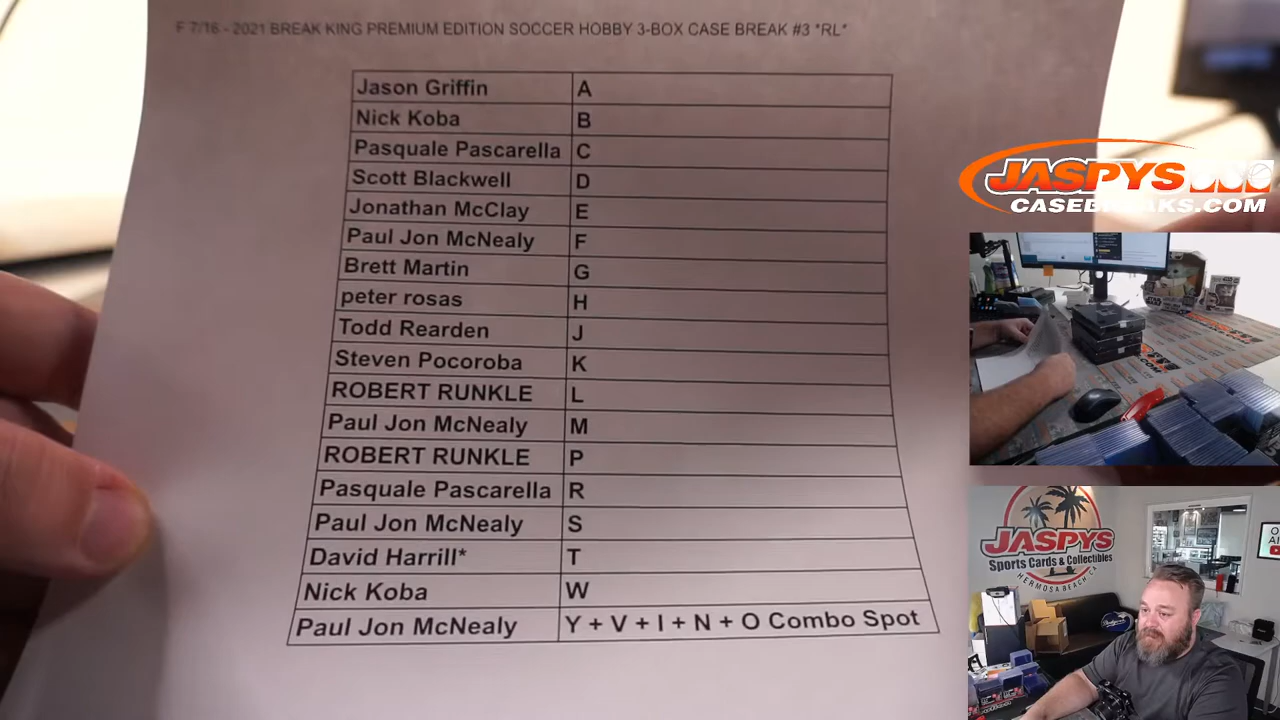 F 7/16 - 2021 BREAK KING PREMIUM EDITION SOCCER HOBBY 3-BOX CASE BREAK #3 *RL*
Jason Griffin A
Nick Koba B
Pasquale Pascarella C
Scott Blackwell D
Jonathan McClay E
Paul Jon McNealy F
Brett Martin G
peter rosas H
Todd Rearden J
Steven Pocoroba K
ROBERT RUNKLE L
Paul Jon McNealy M
ROBERT RUNKLE P
Pasquale Pascarella R
Paul Jon McNealy S
David Harrill* T
Nick Koba W
Paul Jon McNealy Y + V + I + N + O Combo Spot
JASPYS
CASEBREAKS.COM
JASPYS
Sports Cards & Collectibles
HERMOSA BEACH, CA